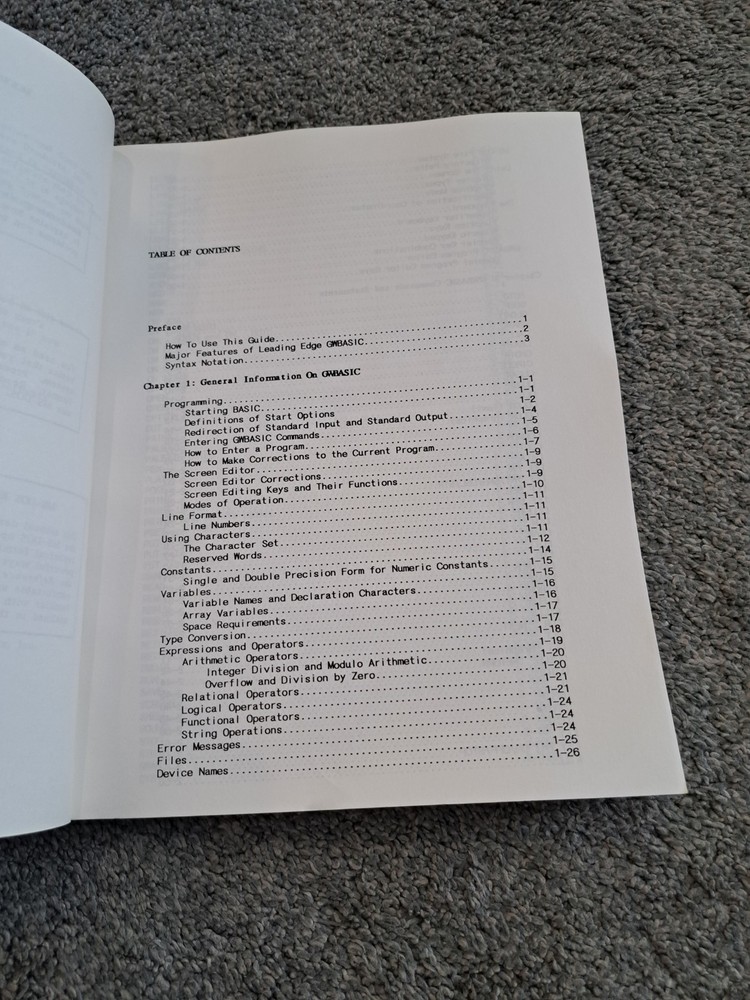 TABLE OF CONTENTS
Preface
How To Use This Guide..........1
Major Features of Leading Edge GWBASIC..........2
Syntax Notation..........3
Chapter 1: General Information On GWBASIC
Programming..........1-1
Starting BASIC..........1-1
Definitions of Start Options 1-2
Redirection of Standard Input and Standard Output..........1-4
Entering GWBASIC Commands..........1-5
How to Enter a Program..........1-6
How to Make Corrections to the Current Program..........1-7
The Screen Editor..........1-9
Screen Editor Corrections..........1-9
Screen Editing Keys and Their Functions..........1-9
Modes of Operation..........1-10
Line Format..........1-11
Line Numbers..........1-11
Using Characters..........1-11
The Character Set..........1-11
Reserved Words..........1-12
Constants..........1-14
Single and Double Precision Form for Numeric Constants..........1-15
Variables..........1-15
Variable Names and Declaration Characters..........1-16
Array Variables..........1-16
Space Requirements..........1-17
Type Conversion..........1-17
Expressions and Operators..........1-18
Arithmetic Operators..........1-19
Integer Division and Modulo Arithmetic..........1-20
Overflow and Division by Zero..........1-20
Relational Operators..........1-21
Logical Operators..........1-21
Functional Operators..........1-24
String Operations..........1-24
Error Messages..........1-24
Files..........1-25
Device Names..........1-26